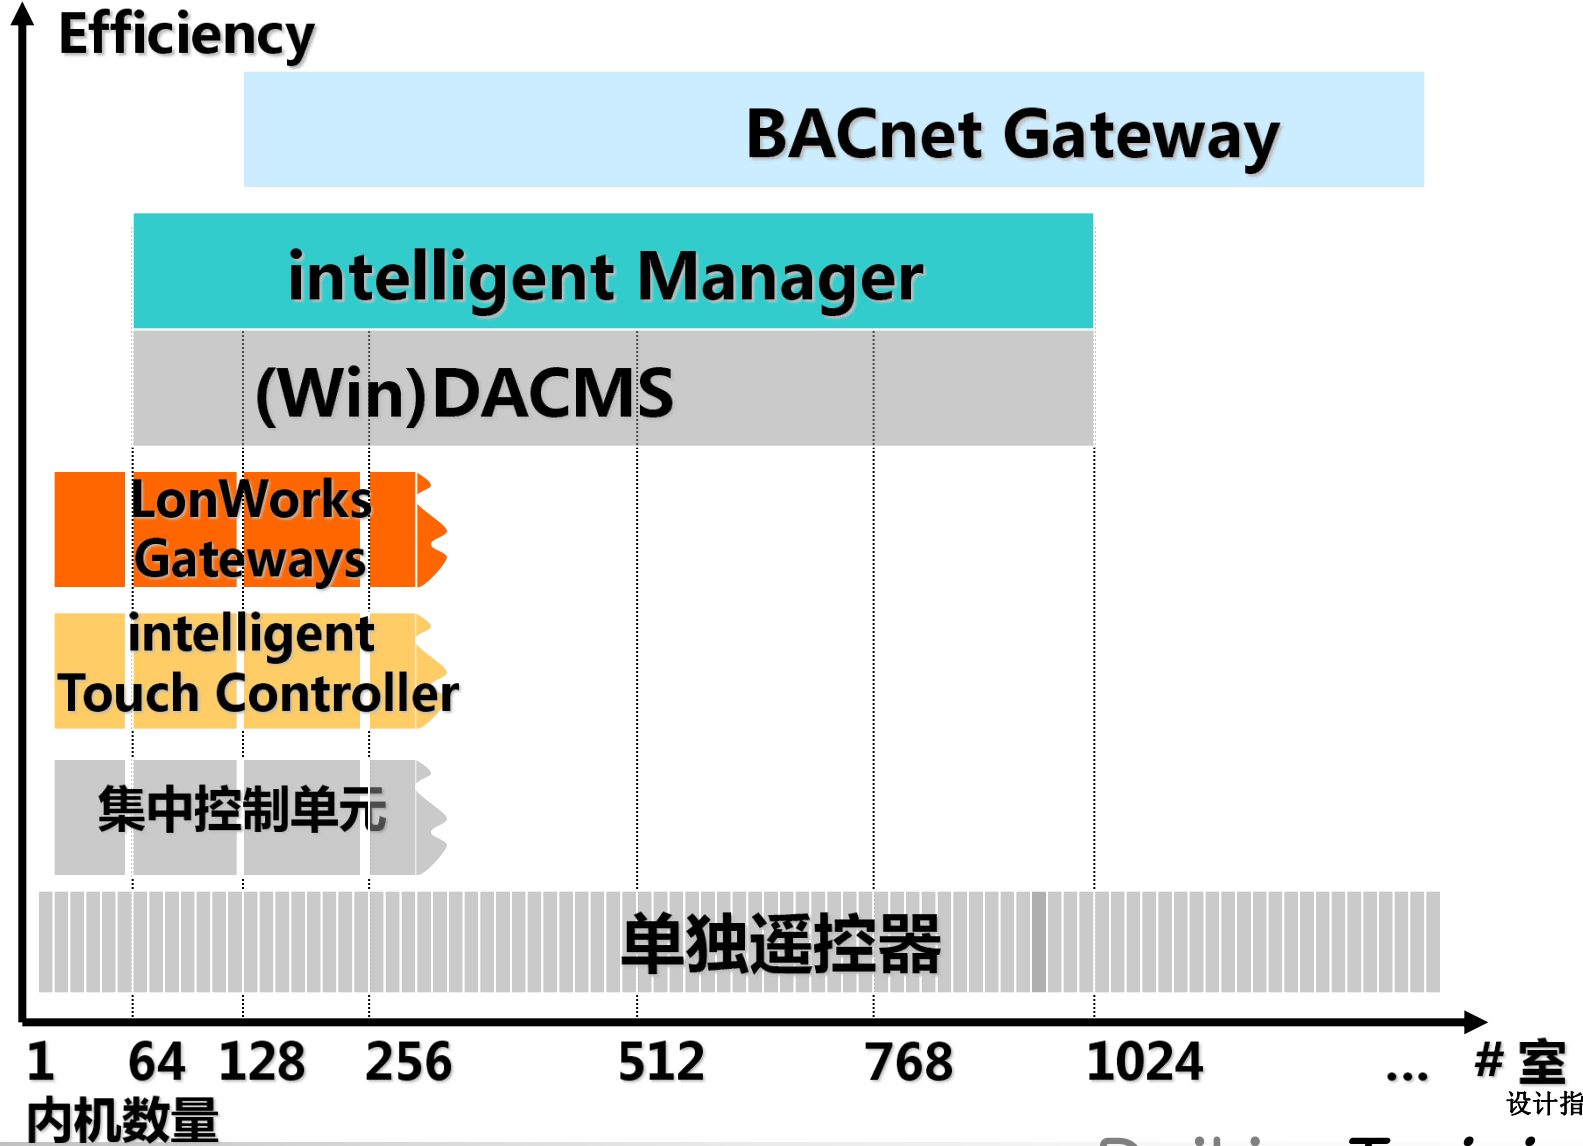 Efficiency
BACnet Gateway
intelligent Manager
(Win)DACMS
LonWorks
Gateways
intelligent
Touch Controller
集中控制单元
单独遥控器
1 64 128 256 512 768 1024 ... # 室
内机数量
设计指